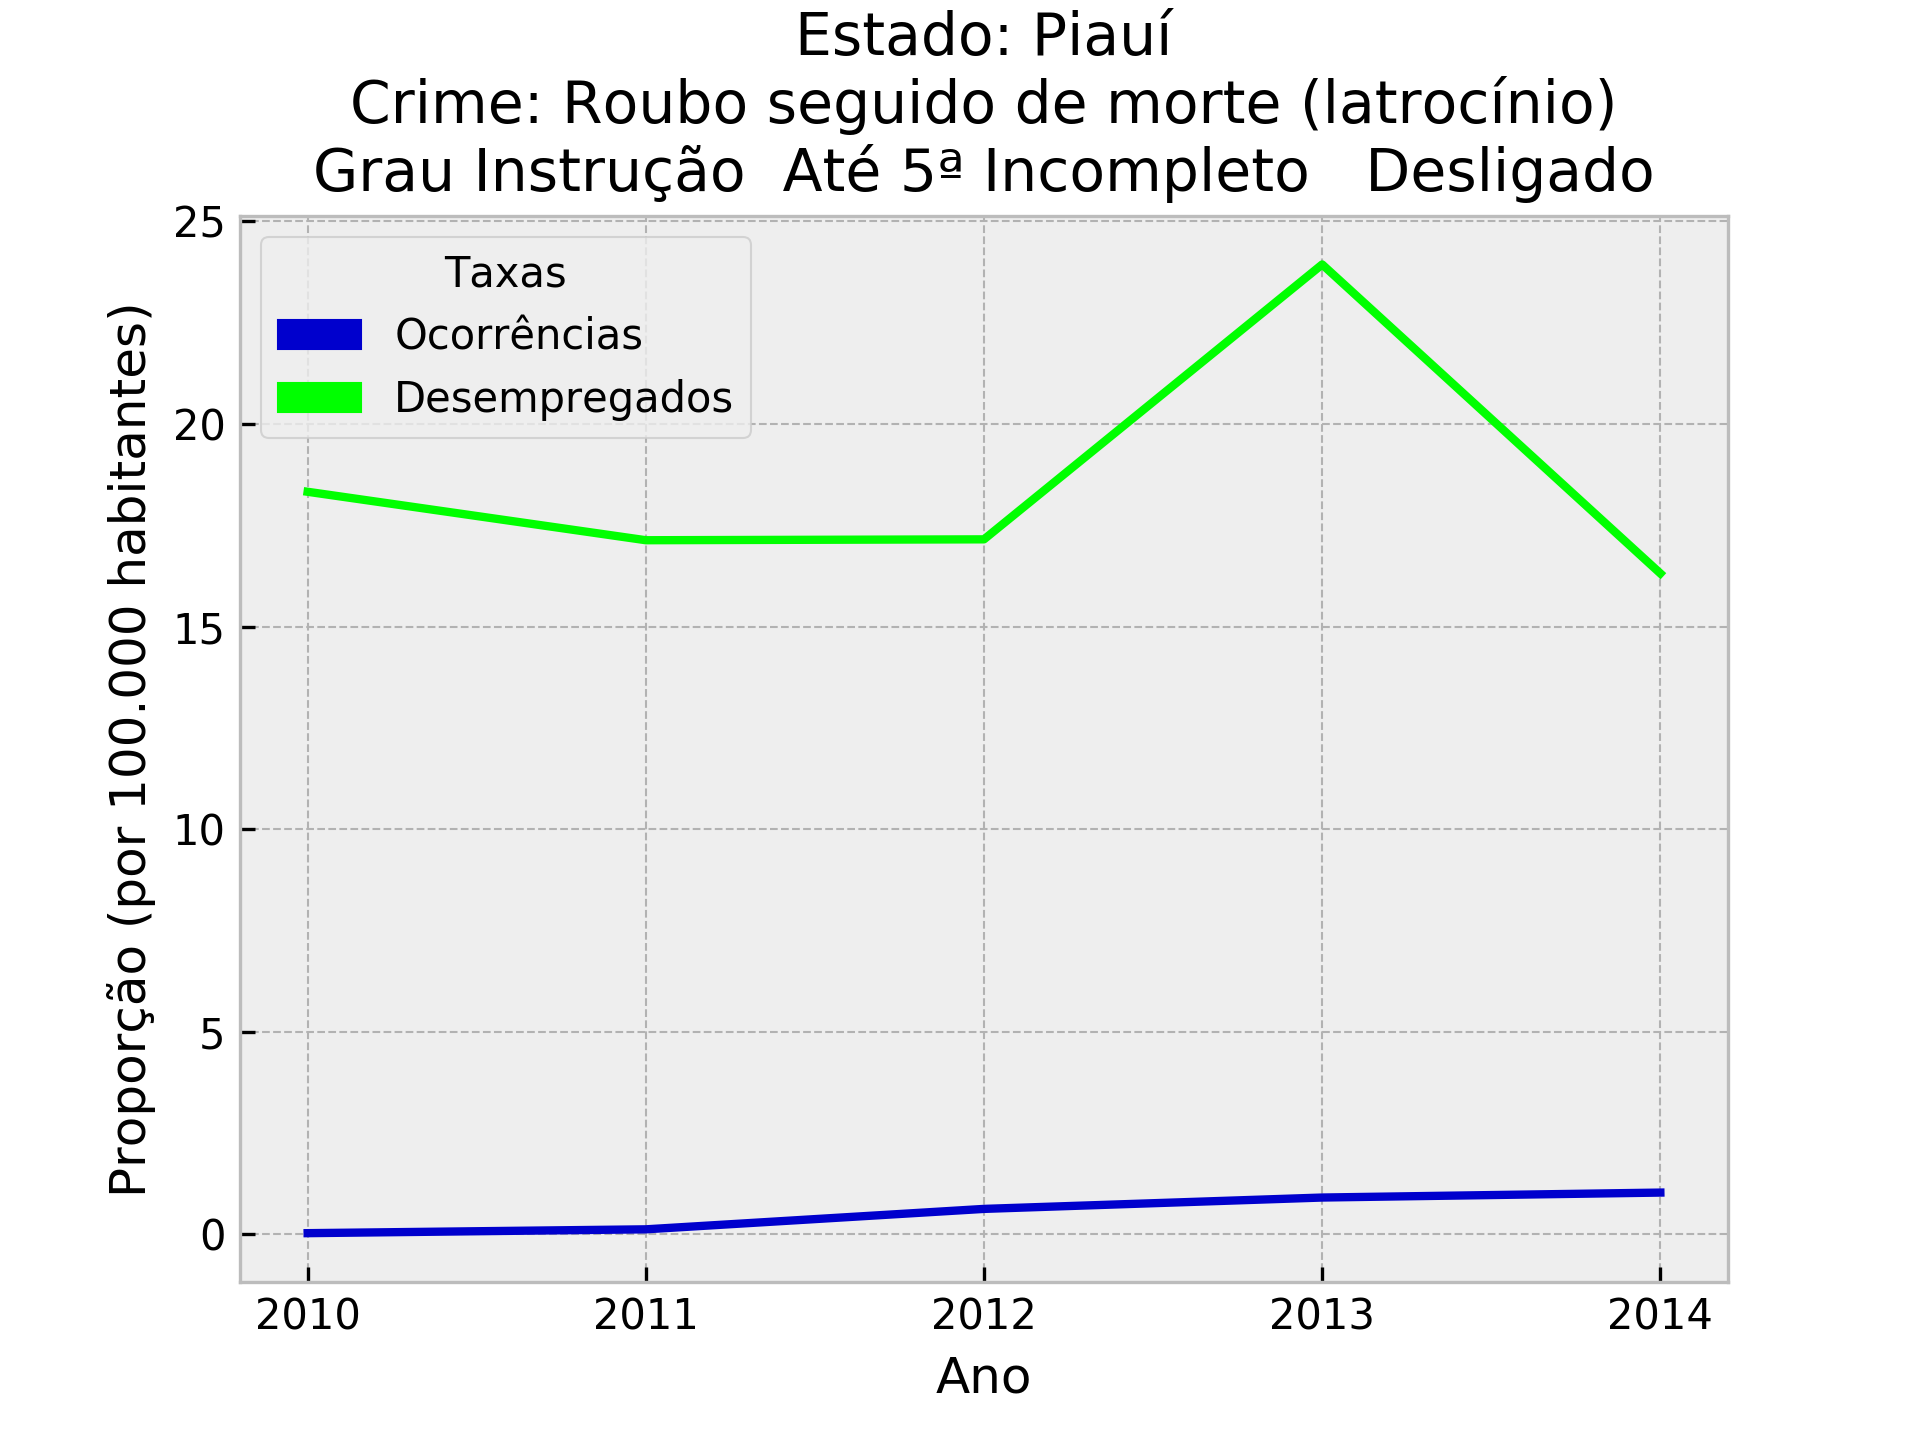 Estado: Piauí
Crime: Roubo seguido de morte (latrocínio)
Grau Instrução  Até 5ª Incompleto   Desligado
Taxas
Ocorrências
Desempregados
Proporção (por 100.000 habitantes)
25
20
15
10
5
0
2010 2011 2012 2013 2014
Ano